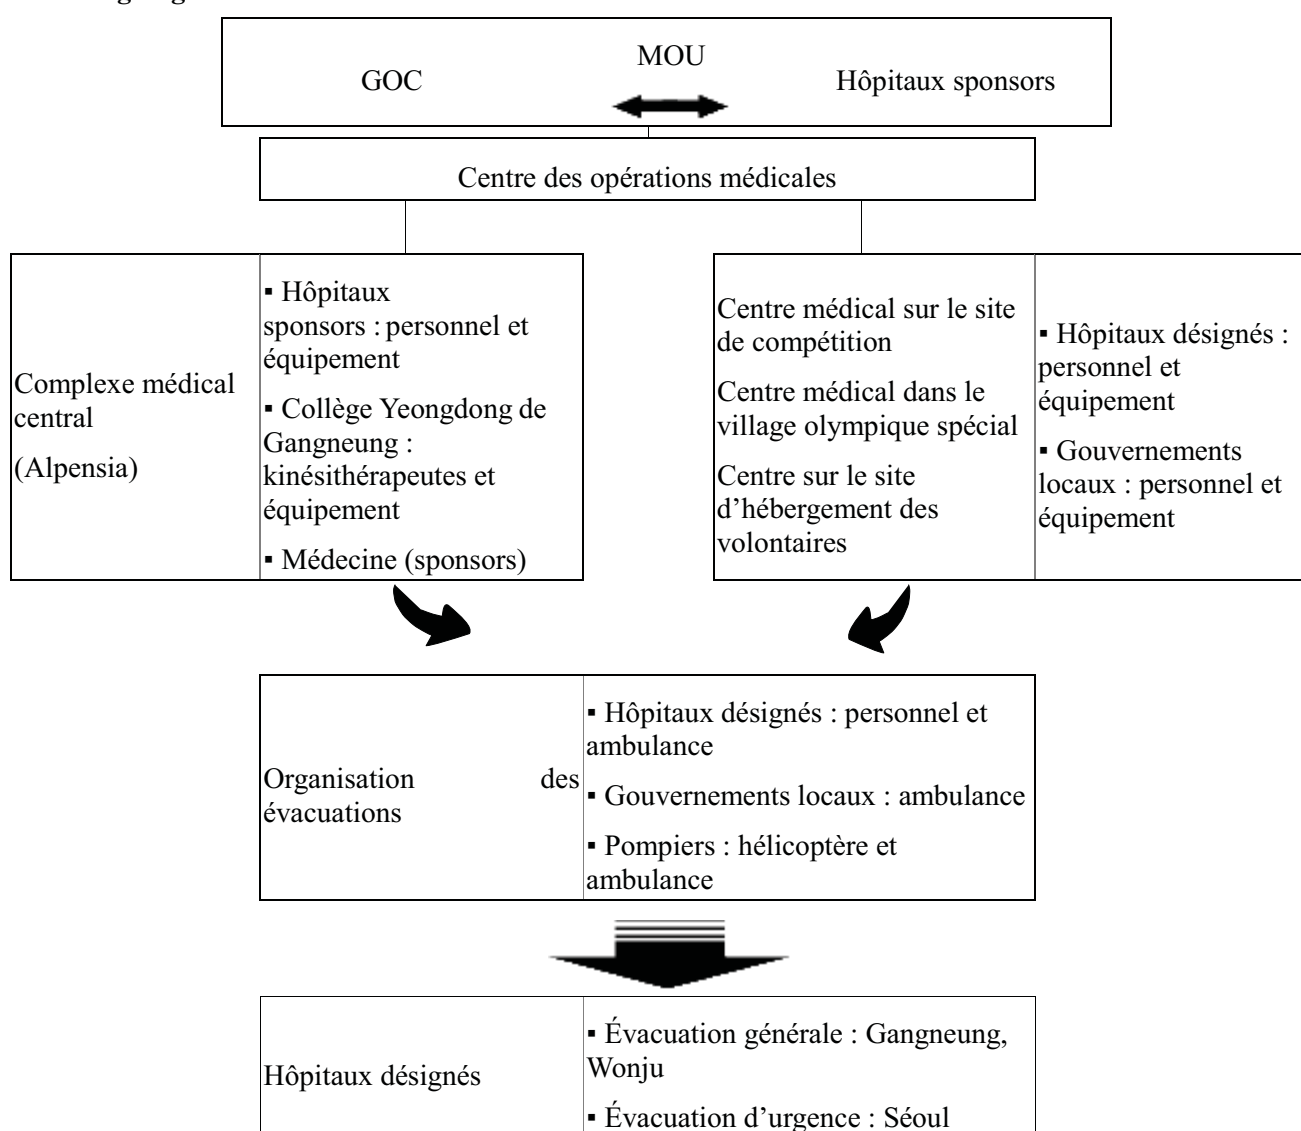 MOU
GOC
Hôpitaux sponsors
Centre des opérations médicales
Complexe médical
central
(Alpensia)
▪ Hôpitaux
sponsors : personnel et
équipement
▪ Collège Yeongdong de
Gangneung :
kinésithérapeutes et
équipement
▪ Médecine (sponsors)
Centre médical sur le site
de compétition
Centre médical dans le
village olympique spécial
Centre sur le site
d’hébergement des
volontaires
▪ Hôpitaux désignés :
personnel et
équipement
▪ Gouvernements
locaux : personnel et
équipement
Organisation des
évacuations
▪ Hôpitaux désignés : personnel et
ambulance
▪ Gouvernements locaux : ambulance
▪ Pompiers : hélicoptère et
ambulance
Hôpitaux désignés
▪ Évacuation générale : Gangneung,
Wonju
▪ Évacuation d’urgence : Séoul